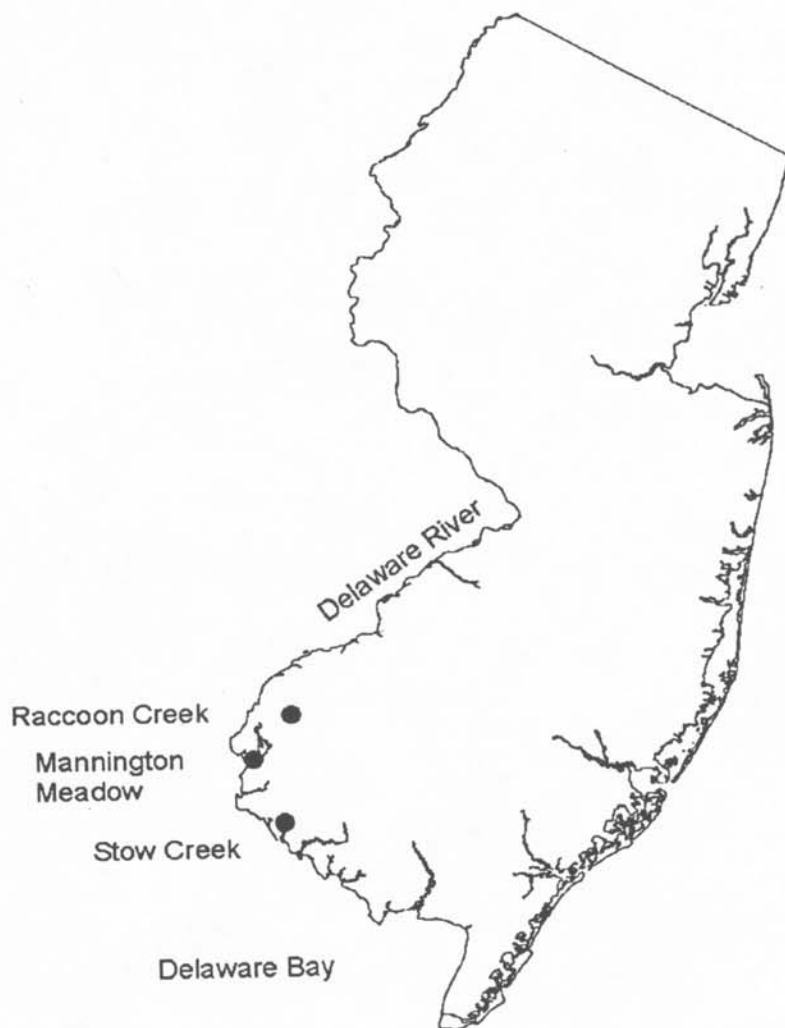 Delaware River
Raccoon Creek
Mannington
Meadow
Stow Creek
Delaware Bay